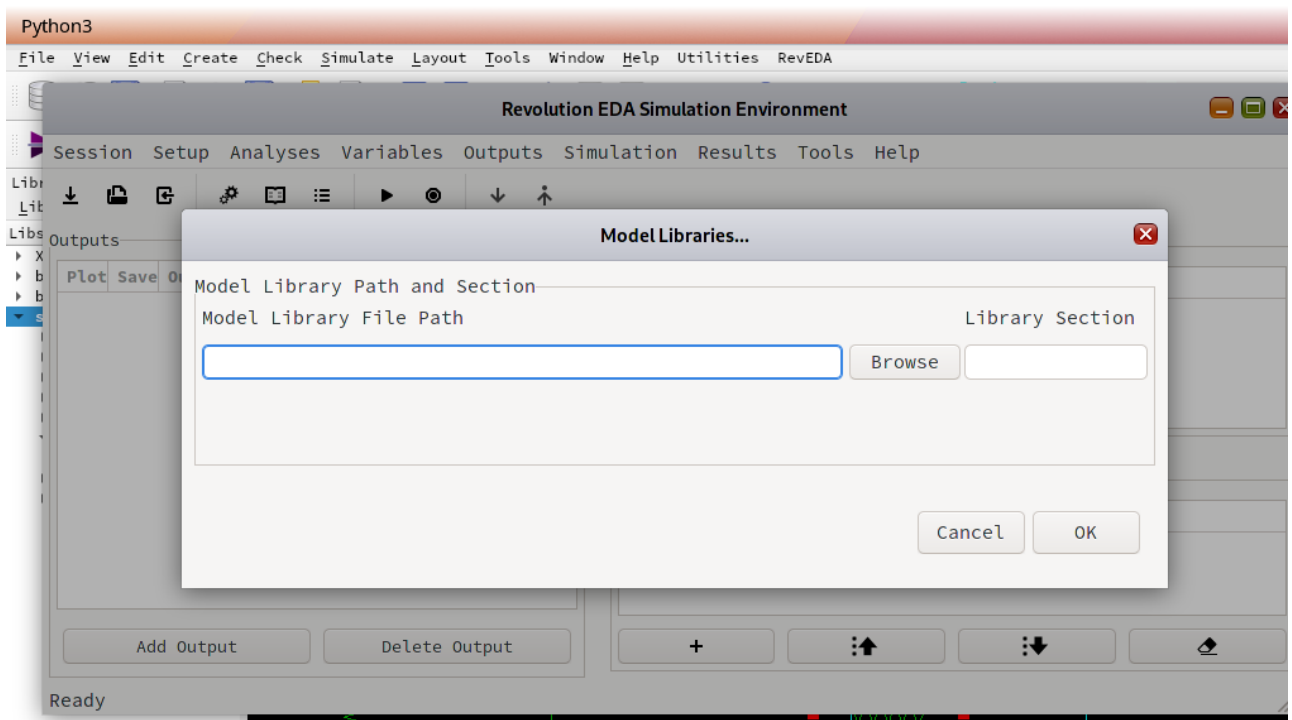 Python3
File View Edit Create Check Simulate Layout Tools Window Help Utilities RevEDA
Revolution EDA Simulation Environment
Session Setup Analyses Variables Outputs Simulation Results Tools Help
Libs
Outputs
Plot Save
Model Libraries...
Model Library Path and Section
Model Library File Path Library Section
Browse
Cancel OK
Add Output Delete Output +
Ready